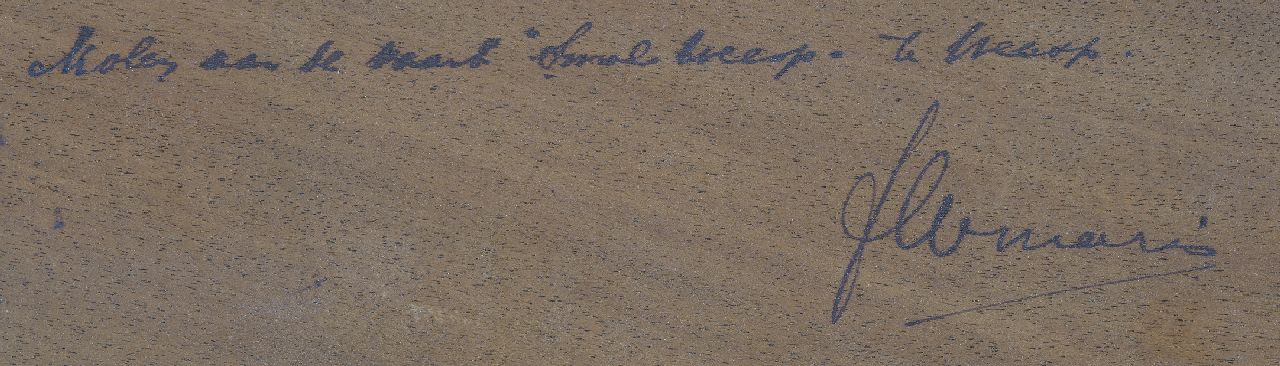 Molen aan de vaart "Smal Weesp" te Weesp.